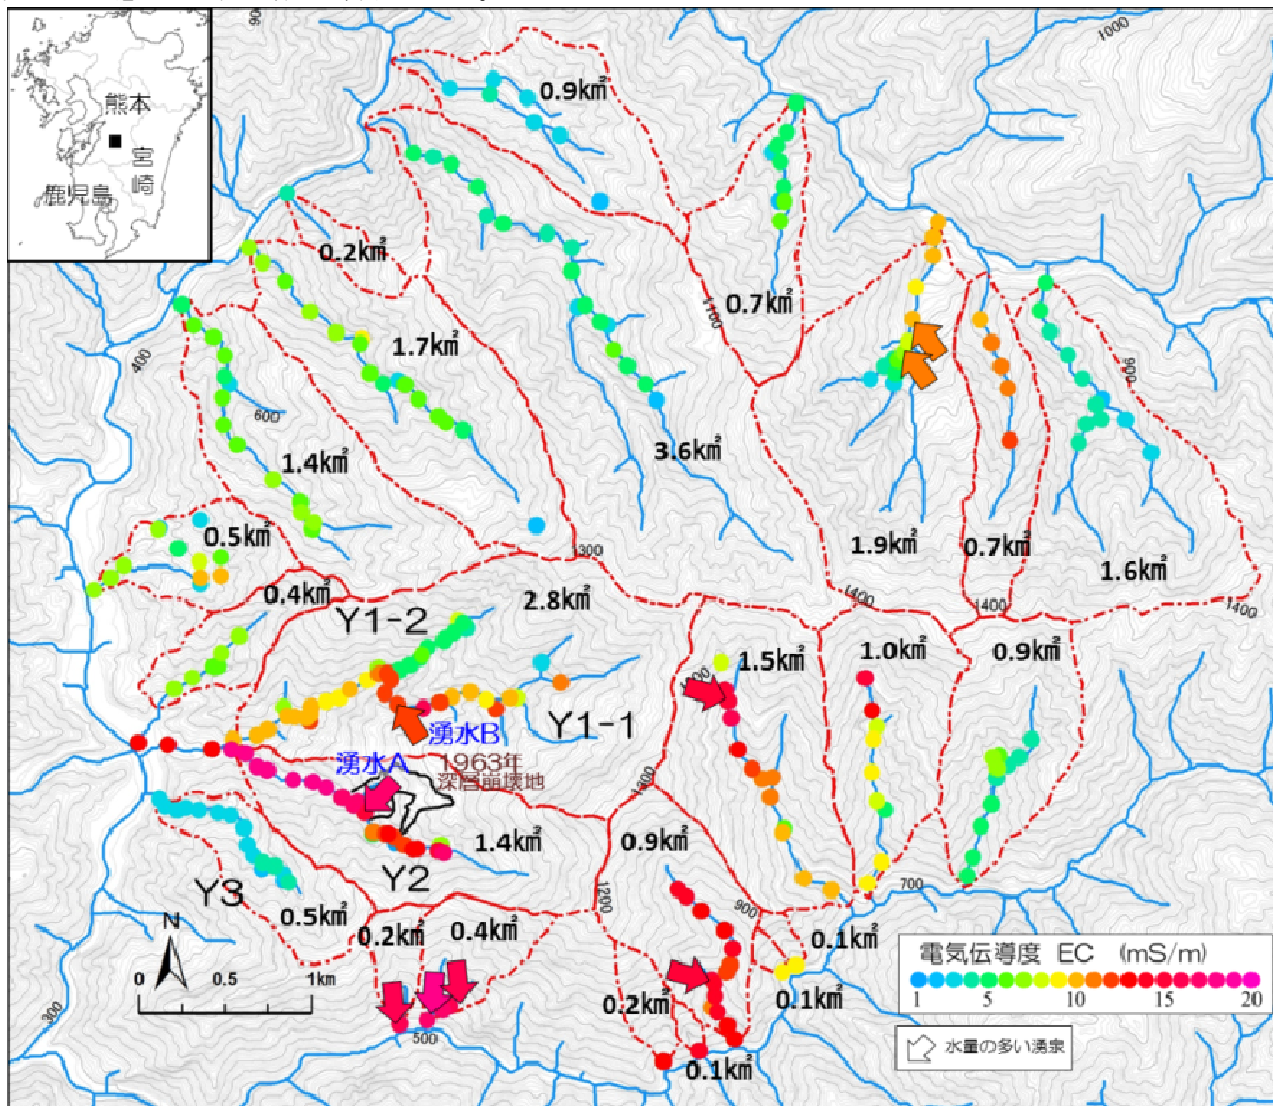 熊本
宮崎
鹿児島
900
1000
0.9k㎡
0.2k㎡
0.7k㎡
1100
1.7k㎡
400
900
600
3.6k㎡
1.4k㎡
0.5k㎡
1.9k㎡
0.7k㎡
1.6k㎡
1300
0.4k㎡
2.8k㎡
1400
1400
1400
Y1-2
1.5k㎡
1.0k㎡
0.9k㎡
Y1-1
湧水B
湧水A
1963年
深層崩壊地
1300
1.4k㎡
0.9k㎡
Y2
Y3
1200
700
900
0.5k㎡
0.2k㎡
0.4k㎡
0.1k㎡
N
0 0.5 1km
0.2k㎡
0.1k㎡
300
500
0.1k㎡
電気伝導度 EC (mS/m)
1 5 10 15 20
水量の多い湧泉